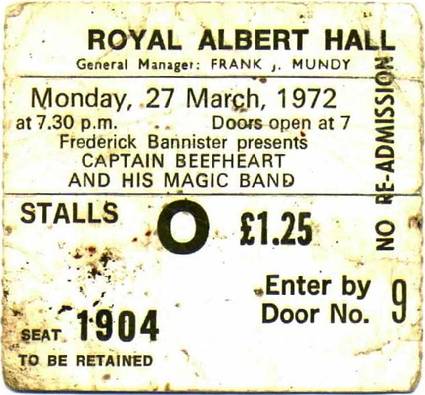 ROYAL ALBERT HALL
General Manager: FRANK J. MUNDY
Monday, 27 March, 1972
at 7.30 p.m. Doors open at 7
Frederick Bannister presents
CAPTAIN BEEFHEART
AND HIS MAGIC BAND
NO RE-ADMISSION
STALLS O £1.25
Enter by
Door No. 9
SEAT 1904
TO BE RETAINED